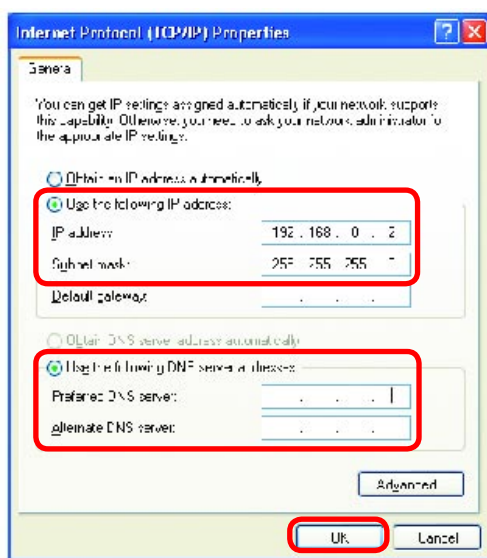 Internet Protocol (TCP/IP) Properties
General
You can get IP settings assigned automatically if your network supports
this capability. Otherwise, you need to ask your network administrator for
the appropriate IP settings.
Obtain an IP address automatically
Use the following IP address:
IP address: 192 . 168 . 0 . 2
Subnet mask: 255 . 255 . 255 .
Default gateway: . . .
Obtain DNS server address automatically
Use the following DNS server addresses:
Preferred DNS server: . . .
Alternate DNS server: . . .
Advanced...
OK
Cancel